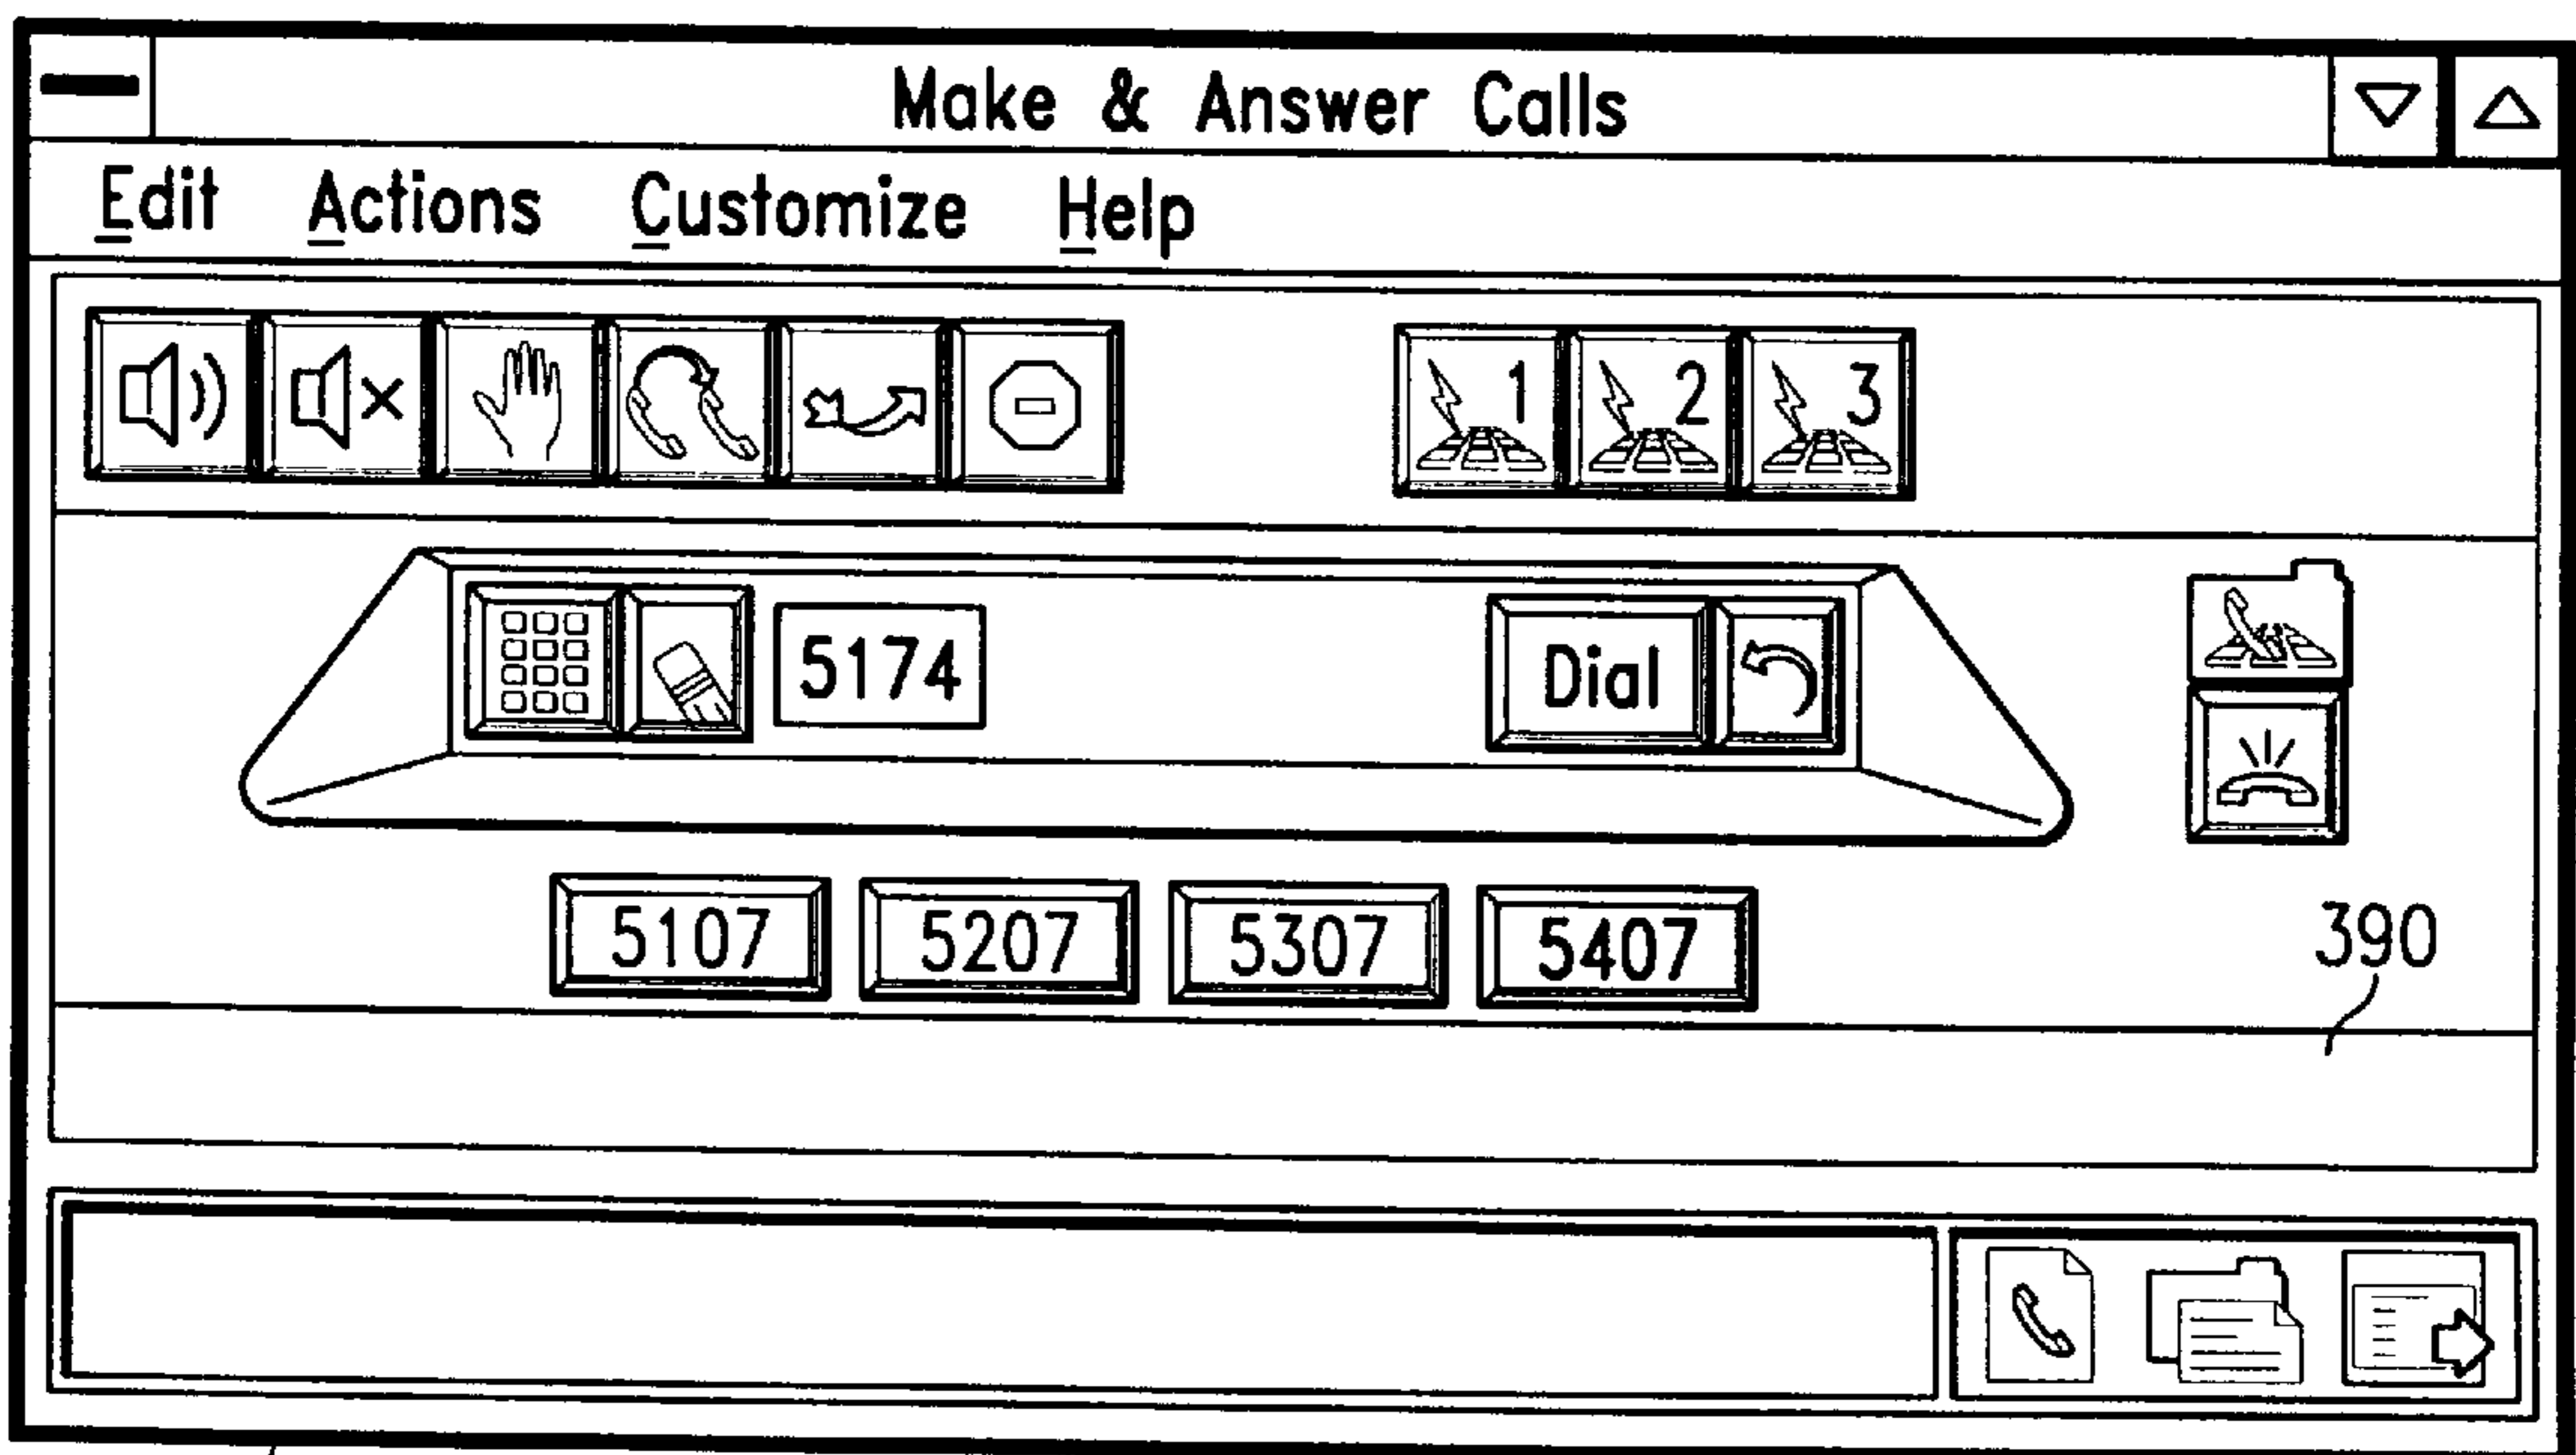 Make & Answer Calls
Edit Actions Customize Help
1 2 3
5174 Dial
5107 5207 5307 5407
390